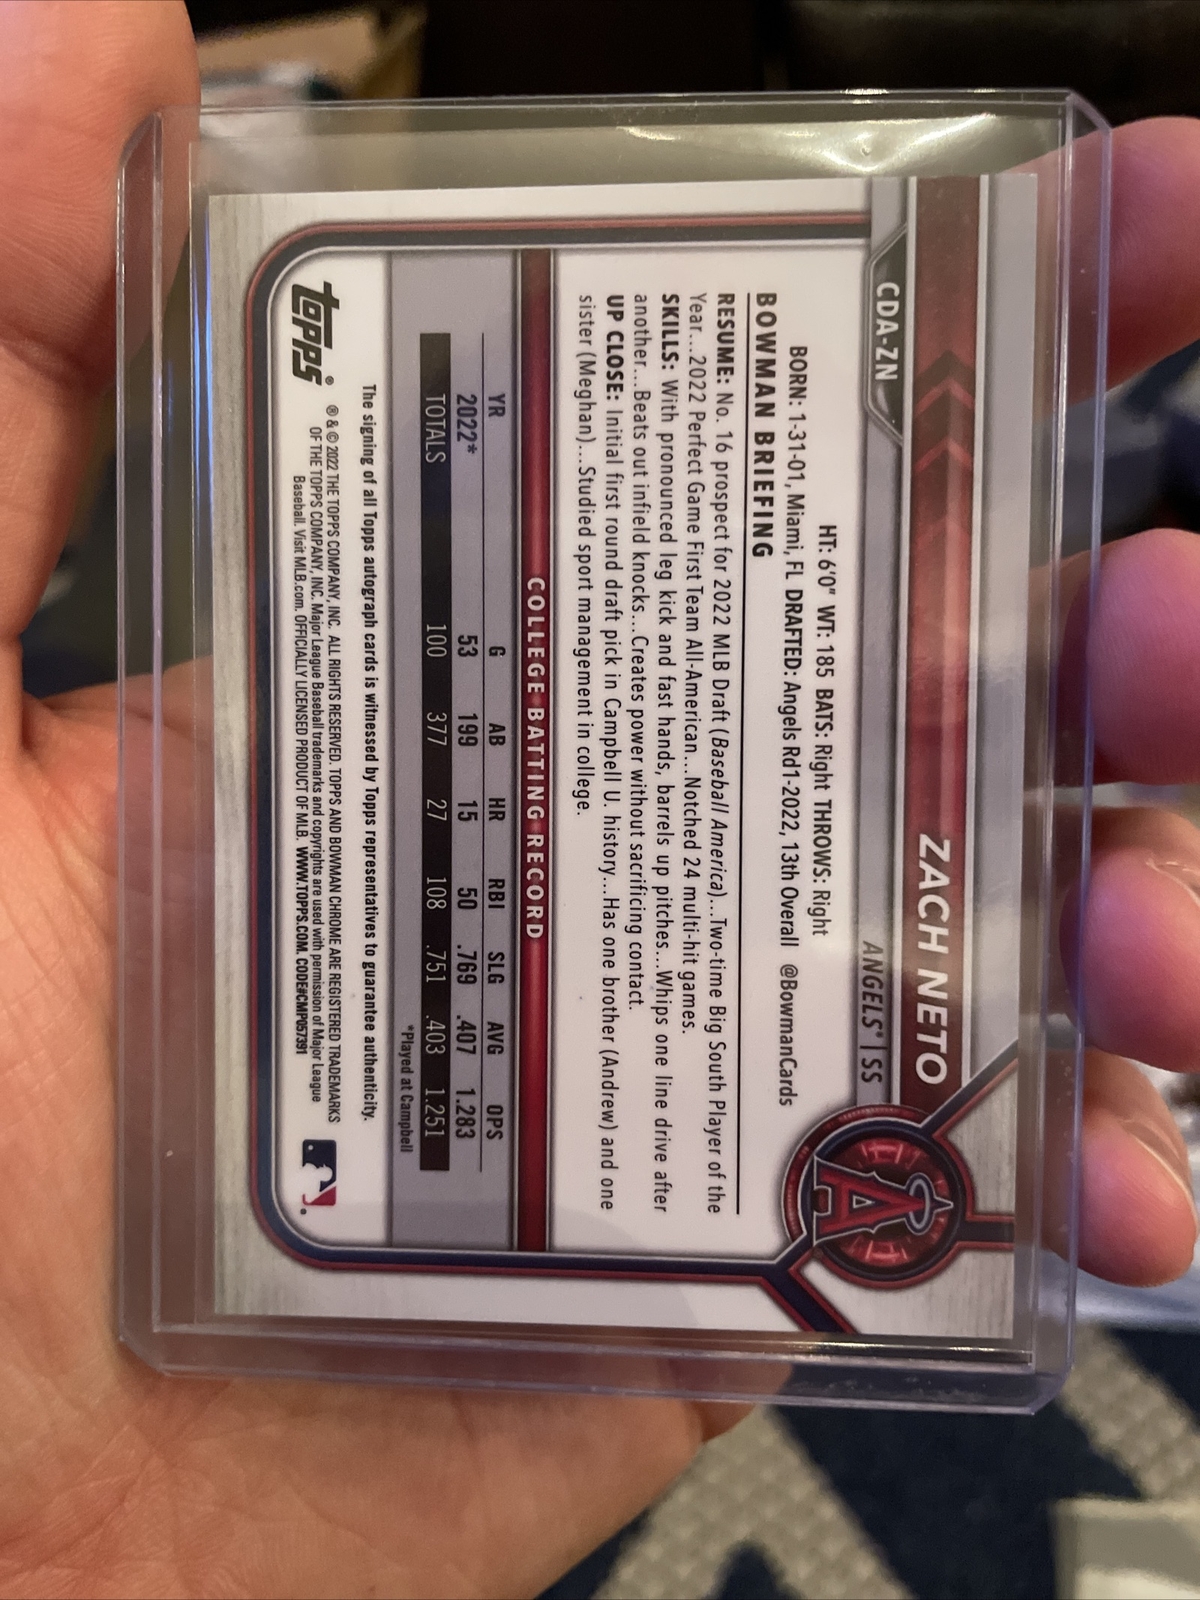 CDA-ZN
ZACH NETO
ANGELS® | SS
HT: 6'0" WT: 185 BATS: Right THROWS: Right
BORN: 1-31-01, Miami, FL DRAFTED: Angels Rd1-2022, 13th Overall @BowmanCards
BOWMAN BRIEFING
RESUME: No. 16 prospect for 2022 MLB Draft (Baseball America)...Two-time Big South Player of the
Year...2022 Perfect Game First Team All-American...Notched 24 multi-hit games.
SKILLS: With pronounced leg kick and fast hands, barrels up pitches...Whips one line drive after
another...Beats out infield knocks...Creates power without sacrificing contact.
UP CLOSE: Initial first round draft pick in Campbell U. history...Has one brother (Andrew) and one
sister (Meghan)...Studied sport management in college.
COLLEGE BATTING RECORD
YR G AB HR RBI SLG AVG OPS
2022* 53 199 15 50 .769 .407 1.283
TOTALS 100 377 27 108 .751 .403 1.251
*Played at Campbell
The signing of all Topps autograph cards is witnessed by Topps representatives to guarantee authenticity.
topps®
® & © 2022 THE TOPPS COMPANY, INC. ALL RIGHTS RESERVED. TOPPS AND BOWMAN CHROME ARE REGISTERED TRADEMARKS
OF THE TOPPS COMPANY, INC. Major League Baseball trademarks and copyrights are used with permission of Major League
Baseball. Visit MLB.com. OFFICIALLY LICENSED PRODUCT OF MLB. WWW.TOPPS.COM. CODE#CMP057391